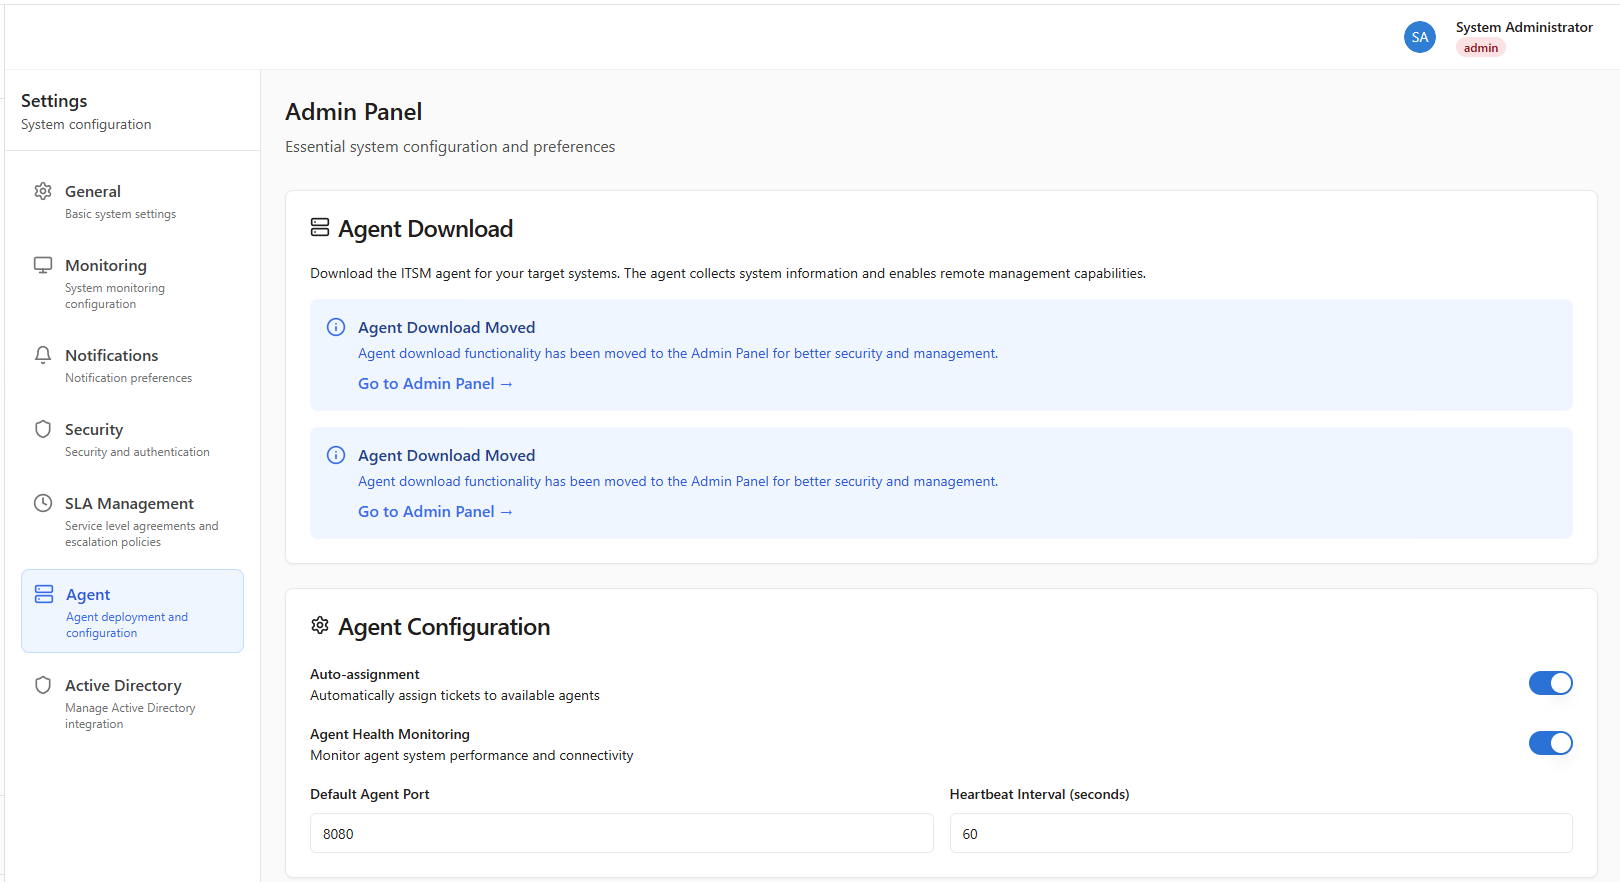 SA
System Administrator
admin
Settings
System configuration
General
Basic system settings
Monitoring
System monitoring
configuration
Notifications
Notification preferences
Security
Security and authentication
SLA Management
Service level agreements and
escalation policies
Agent
Agent deployment and
configuration
Active Directory
Manage Active Directory
integration
Admin Panel
Essential system configuration and preferences
Agent Download
Download the ITSM agent for your target systems. The agent collects system information and enables remote management capabilities.
Agent Download Moved
Agent download functionality has been moved to the Admin Panel for better security and management.
Go to Admin Panel →
Agent Download Moved
Agent download functionality has been moved to the Admin Panel for better security and management.
Go to Admin Panel →
Agent Configuration
Auto-assignment
Automatically assign tickets to available agents
Agent Health Monitoring
Monitor agent system performance and connectivity
Default Agent Port
8080
Heartbeat Interval (seconds)
60